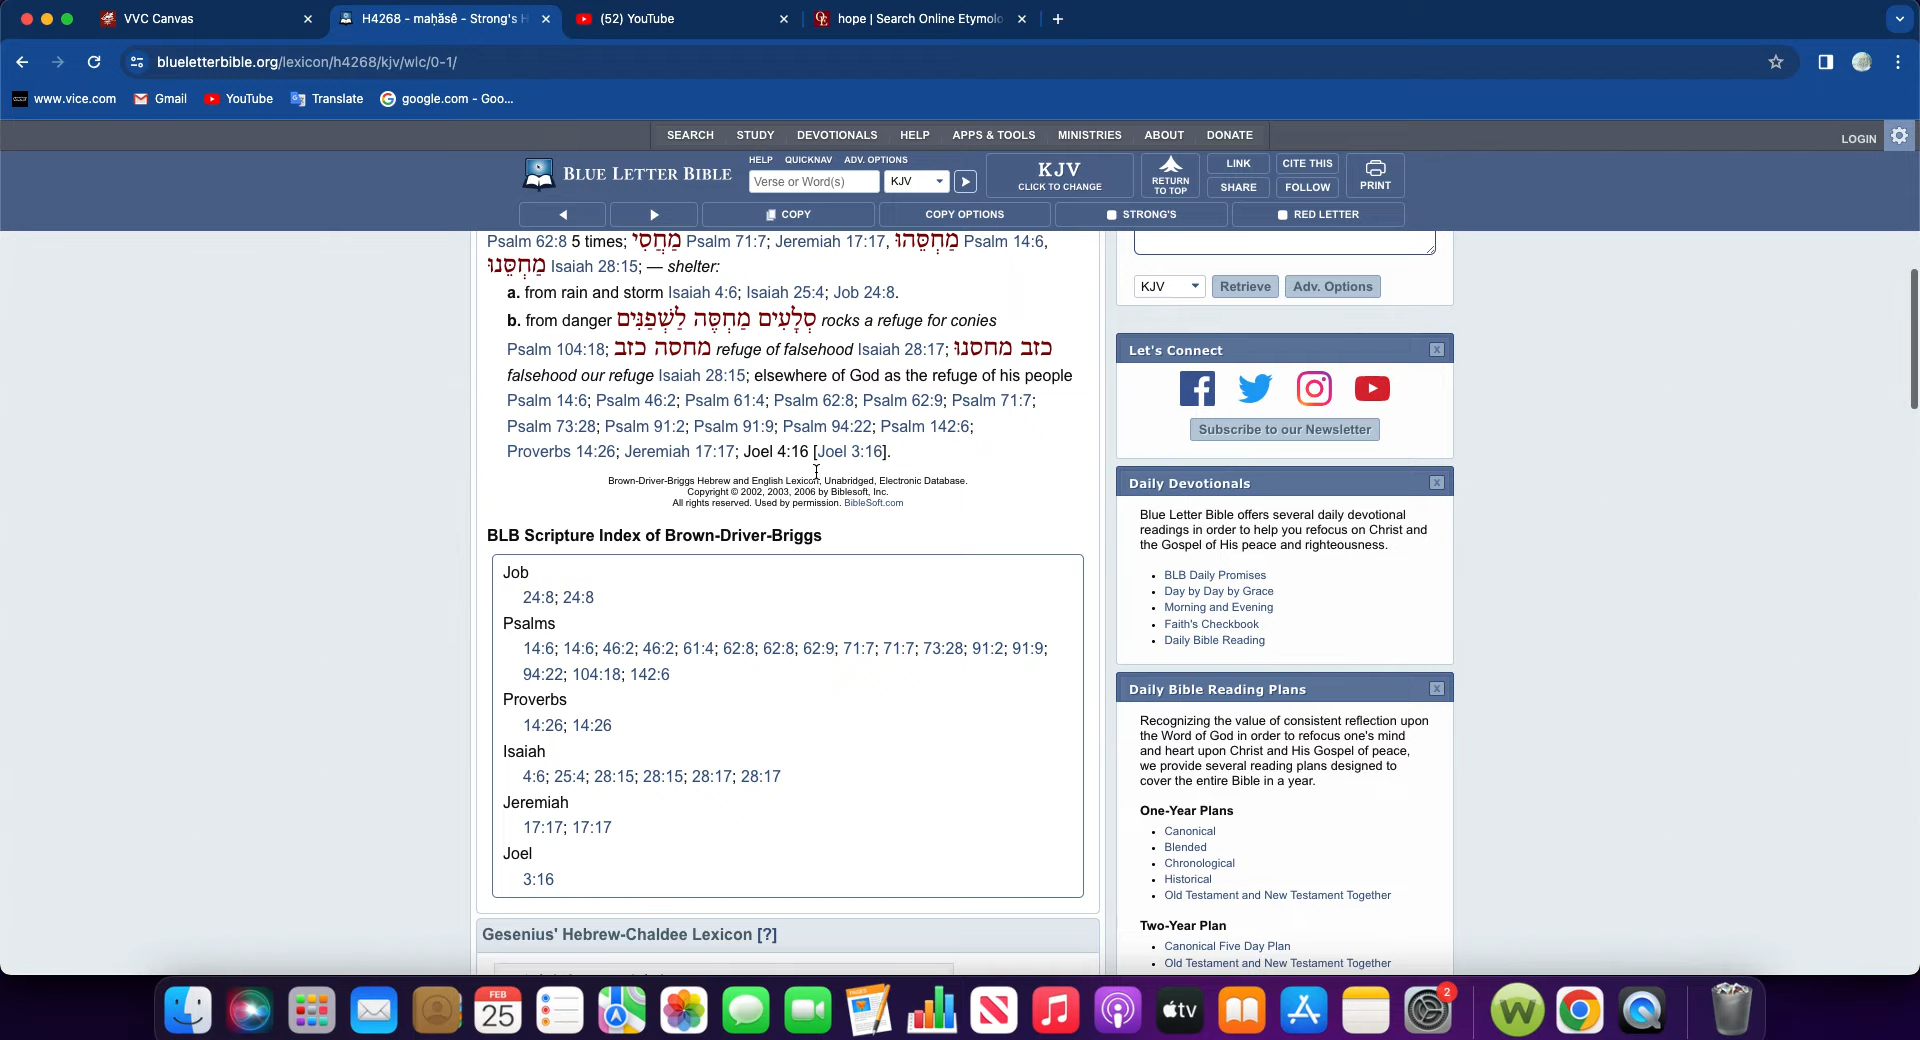 VVC Canvas
H4268 - maḥăsê - Strong's H
(52) YouTube
hope | Search Online Etymolo
blueletterbible.org/lexicon/h4268/kjv/wlc/0-1/
www.vice.com
Gmail
YouTube
Translate
google.com - Goo...
SEARCH STUDY DEVOTIONALS HELP APPS & TOOLS MINISTRIES ABOUT DONATE
LOGIN
BLUE LETTER BIBLE
HELP QUICKNAV ADV. OPTIONS
Verse or Word(s)
KJV
KJV
CLICK TO CHANGE
RETURN
TO TOP
LINK
CITE THIS
SHARE
FOLLOW
PRINT
COPY
COPY OPTIONS
STRONG'S
RED LETTER
Psalm 62:8 5 times; מַחֲסִי Psalm 71:7; Jeremiah 17:17, מַחְסֵהוּ Psalm 14:6,
מַחְסֵנוּ Isaiah 28:15; — shelter:
a. from rain and storm Isaiah 4:6; Isaiah 25:4; Job 24:8.
b. from danger סְלָעִים מַחְסֶה לַשְׁפַנִּים rocks a refuge for conies
Psalm 104:18; מחסה כזב refuge of falsehood Isaiah 28:17; כזב מחסנוּ
falsehood our refuge Isaiah 28:15; elsewhere of God as the refuge of his people
Psalm 14:6; Psalm 46:2; Psalm 61:4; Psalm 62:8; Psalm 62:9; Psalm 71:7;
Psalm 73:28; Psalm 91:2; Psalm 91:9; Psalm 94:22; Psalm 142:6;
Proverbs 14:26; Jeremiah 17:17; Joel 4:16 [Joel 3:16].
Brown-Driver-Briggs Hebrew and English Lexicon, Unabridged, Electronic Database.
Copyright © 2002, 2003, 2006 by Biblesoft, Inc.
All rights reserved. Used by permission. BibleSoft.com
BLB Scripture Index of Brown-Driver-Briggs
Job
24:8; 24:8
Psalms
14:6; 14:6; 46:2; 46:2; 61:4; 62:8; 62:8; 62:9; 71:7; 71:7; 73:28; 91:2; 91:9;
94:22; 104:18; 142:6
Proverbs
14:26; 14:26
Isaiah
4:6; 25:4; 28:15; 28:15; 28:17; 28:17
Jeremiah
17:17; 17:17
Joel
3:16
Gesenius' Hebrew-Chaldee Lexicon [?]
KJV
Retrieve
Adv. Options
Let's Connect
Subscribe to our Newsletter
Daily Devotionals
Blue Letter Bible offers several daily devotional
readings in order to help you refocus on Christ and
the Gospel of His peace and righteousness.
BLB Daily Promises
Day by Day by Grace
Morning and Evening
Faith's Checkbook
Daily Bible Reading
Daily Bible Reading Plans
Recognizing the value of consistent reflection upon
the Word of God in order to refocus one's mind
and heart upon Christ and His Gospel of peace,
we provide several reading plans designed to
cover the entire Bible in a year.
One-Year Plans
Canonical
Blended
Chronological
Historical
Old Testament and New Testament Together
Two-Year Plan
Canonical Five Day Plan
Old Testament and New Testament Together
FEB
25
tv
2